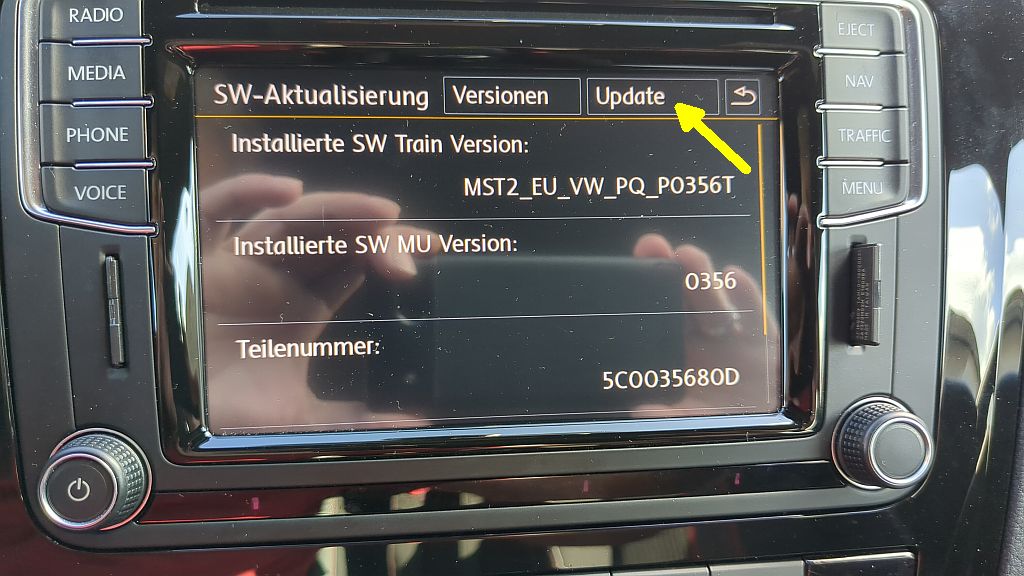 RADIO
MEDIA
PHONE
VOICE
EJECT
NAV
TRAFFIC
MENU
SW-Aktualisierung Versionen Update
Installierte SW Train Version:
MST2_EU_VW_PQ_P0356T
Installierte SW MU Version:
0356
Teilenummer:
5C0035680D